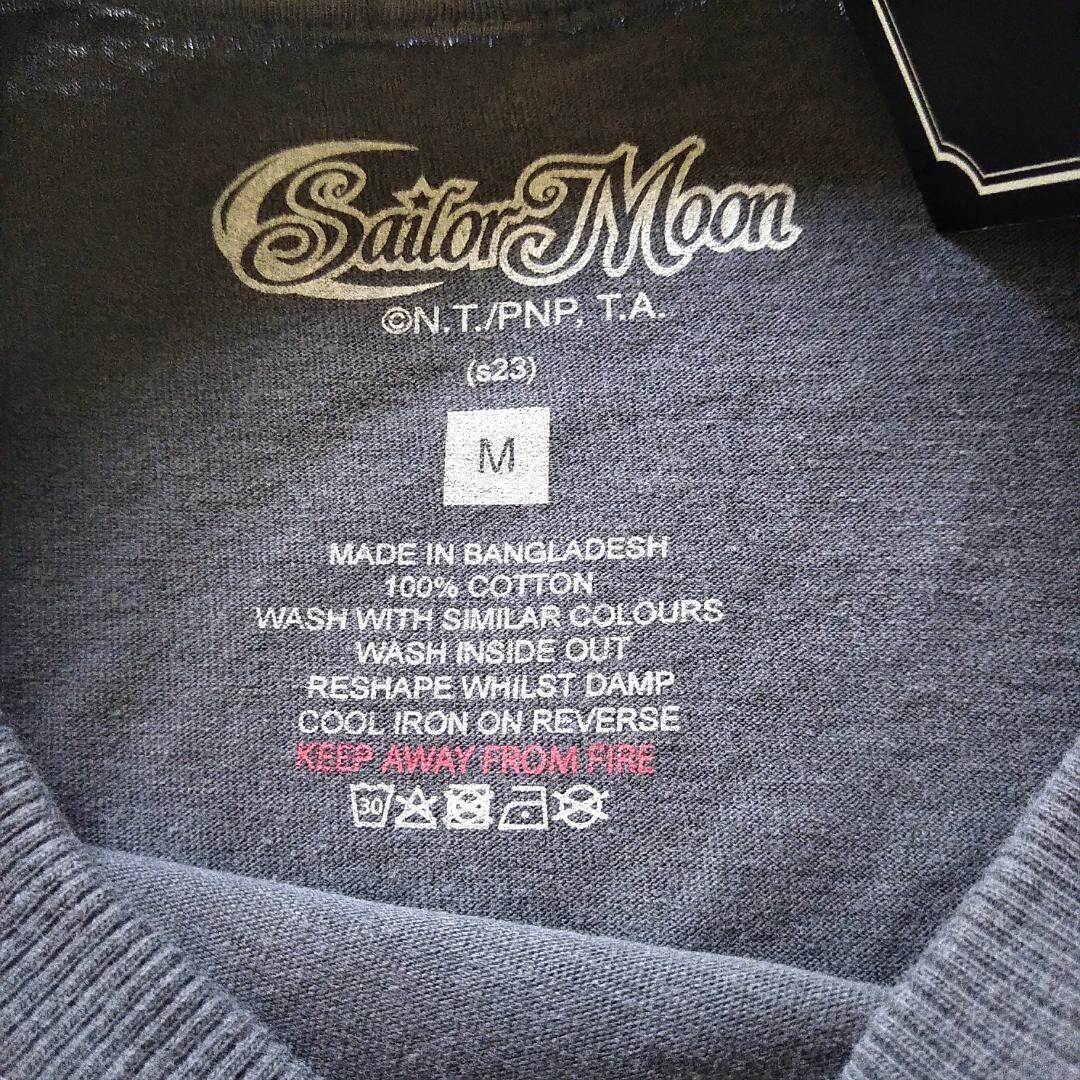 Sailor Moon
©N.T./PNP, T.A.
(s23)
M
MADE IN BANGLADESH
100% COTTON
WASH WITH SIMILAR COLOURS
WASH INSIDE OUT
RESHAPE WHILST DAMP
COOL IRON ON REVERSE
KEEP AWAY FROM FIRE
30